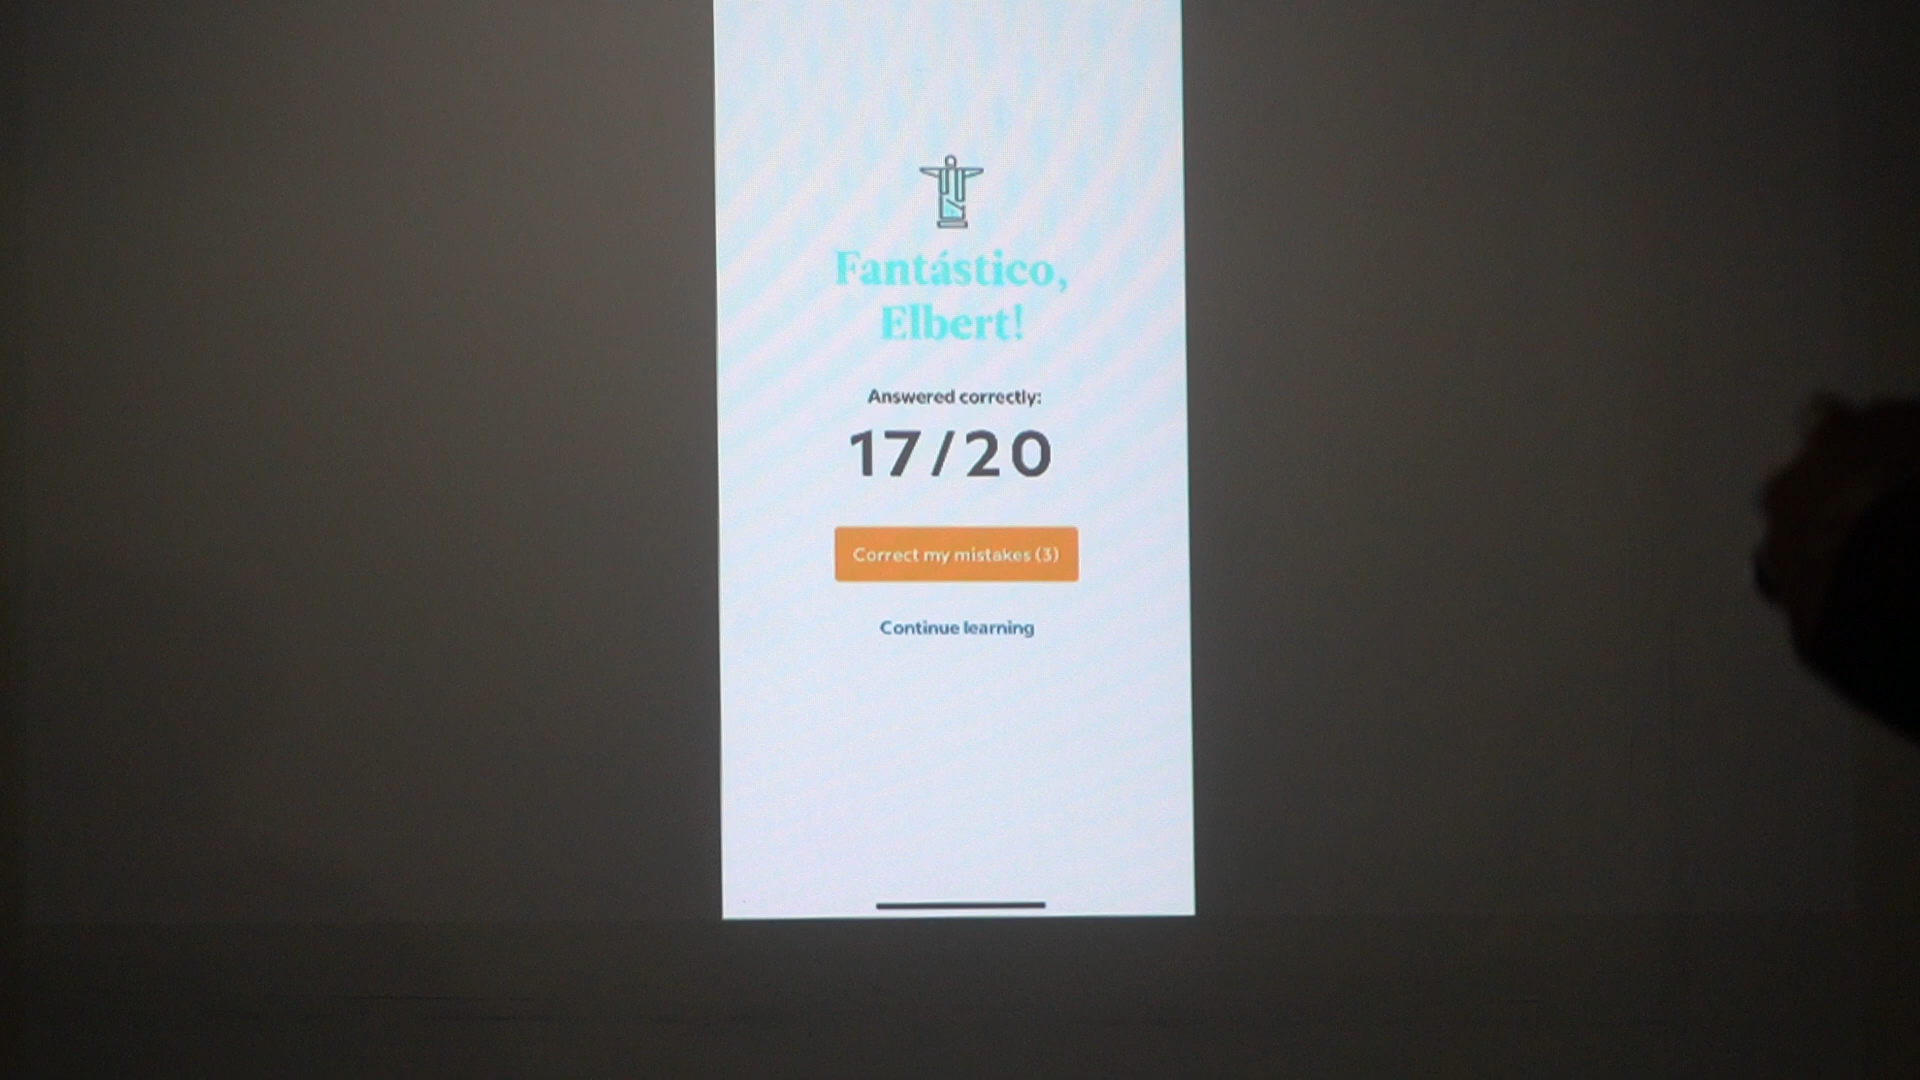 Fantástico,
Elbert!
Answered correctly:
17/20
Correct my mistakes (3)
Continue learning